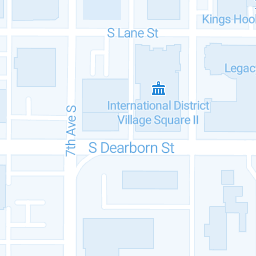 Kings Hoo
S Lane St
Legac
International District
Village Square II
7th Ave S
S Dearborn St